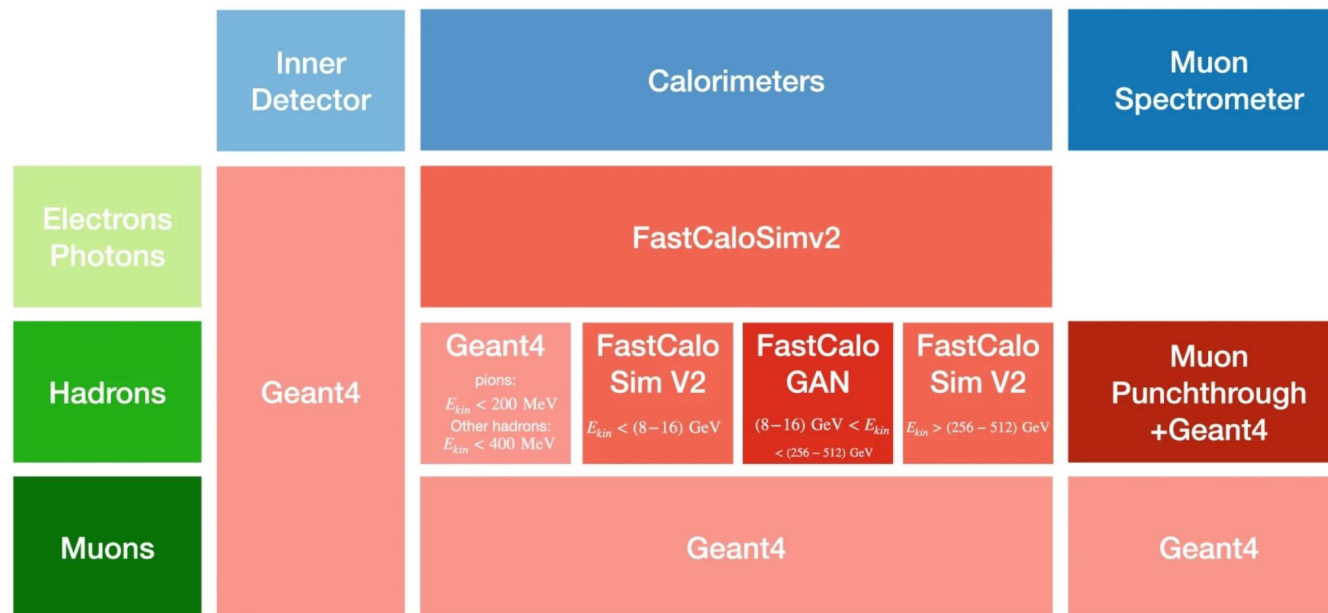 Inner
Detector
Calorimeters
Muon
Spectrometer
Electrons
Photons
FastCaloSimv2
Hadrons
Geant4
Geant4
pions:
E_kin < 200 MeV
Other hadrons:
E_kin < 400 MeV
FastCalo
Sim V2
E_kin < (8−16) GeV
FastCalo
GAN
(8−16) GeV < E_kin
< (256 − 512) GeV
FastCalo
Sim V2
E_kin > (256 − 512) GeV
Muon
Punchthrough
+Geant4
Muons
Geant4
Geant4